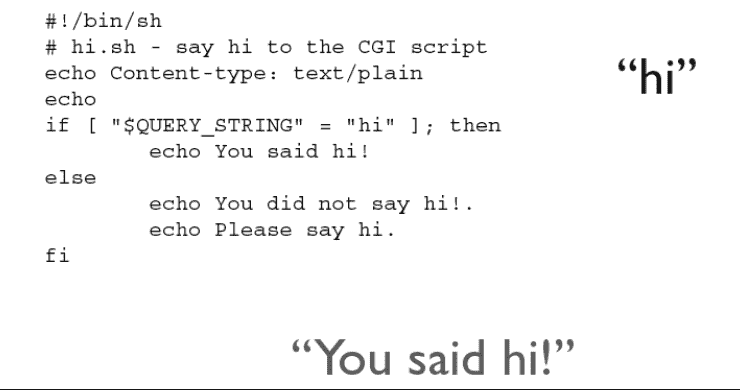 #!/bin/sh
# hi.sh - say hi to the CGI script
echo Content-type: text/plain
echo
if [ "$QUERY_STRING" = "hi" ]; then
        echo You said hi!
else
        echo You did not say hi!.
        echo Please say hi.
fi
“hi”
“You said hi!”